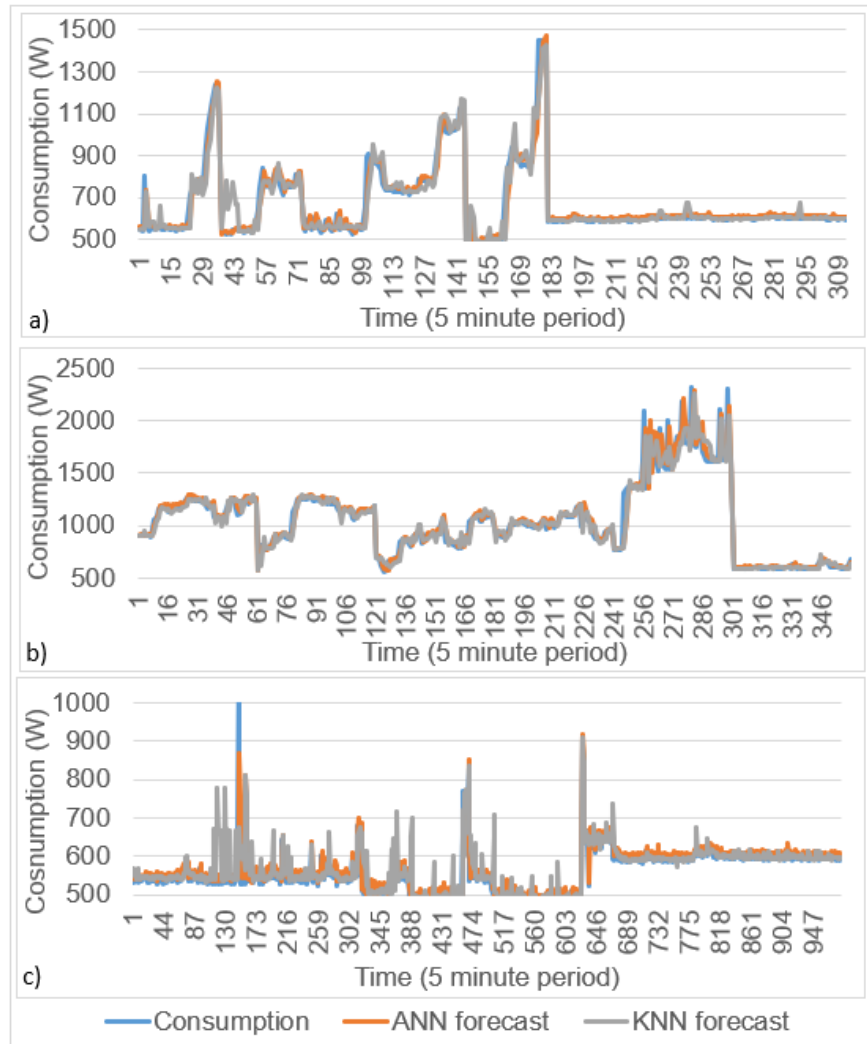 1500
1300
1100
900
700
500
Consumption (W)
1 15 29 43 57 71 85 99 113 127 141 155 169 183 197 211 225 239 253 267 281 295 309
Time (5 minute period)
a)
2500
2000
1500
1000
500
Consumption (W)
1 16 31 46 61 76 91 106 121 136 151 166 181 196 211 226 241 256 271 286 301 316 331 346
Time (5 minute period)
b)
1000
900
800
700
600
500
Cosnumption (W)
1 44 87 130 173 216 259 302 345 388 431 474 517 560 603 646 689 732 775 818 861 904 947
Time (5 minute period)
c)
Consumption ANN forecast KNN forecast